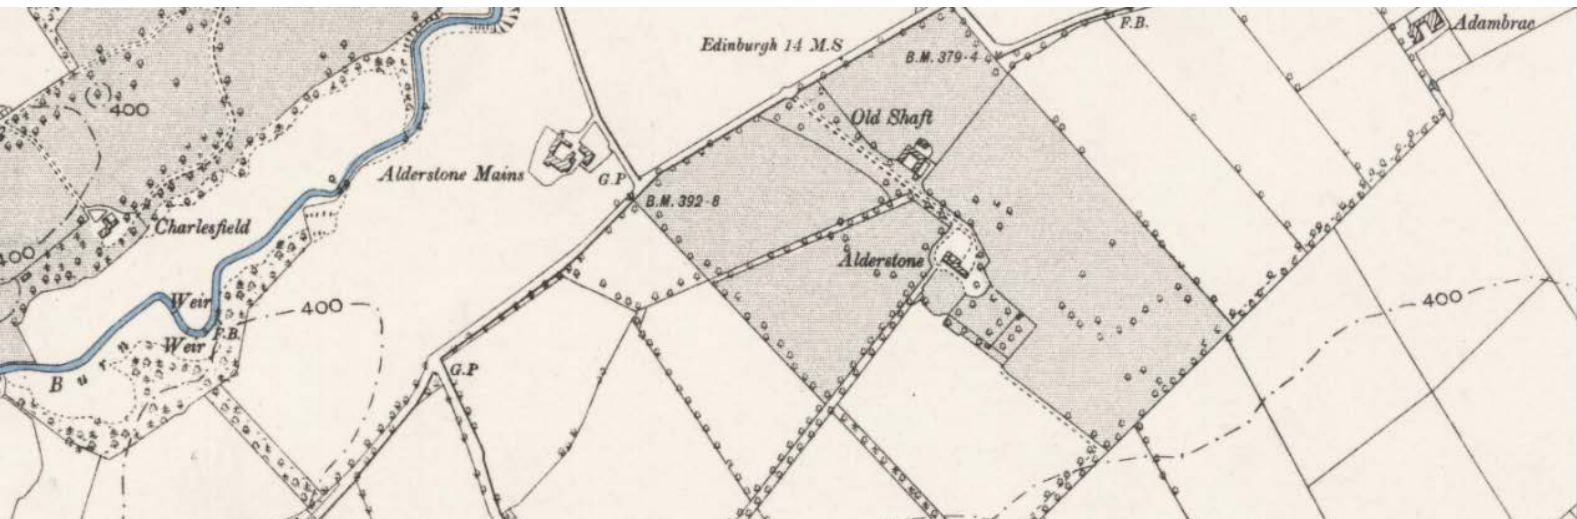 Adambrae
F.B.
Edinburgh 14 M.S
B.M. 379·4
400
Old Shaft
Alderstone Mains
G.P
B.M. 392·8
Charlesfield
400
Alderstone
Weir
400
400
F.B.
Weir
G.P
B u r